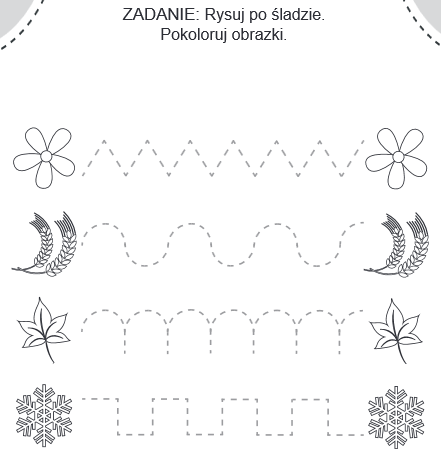 ZADANIE: Rysuj po śladzie.
Pokoloruj obrazki.